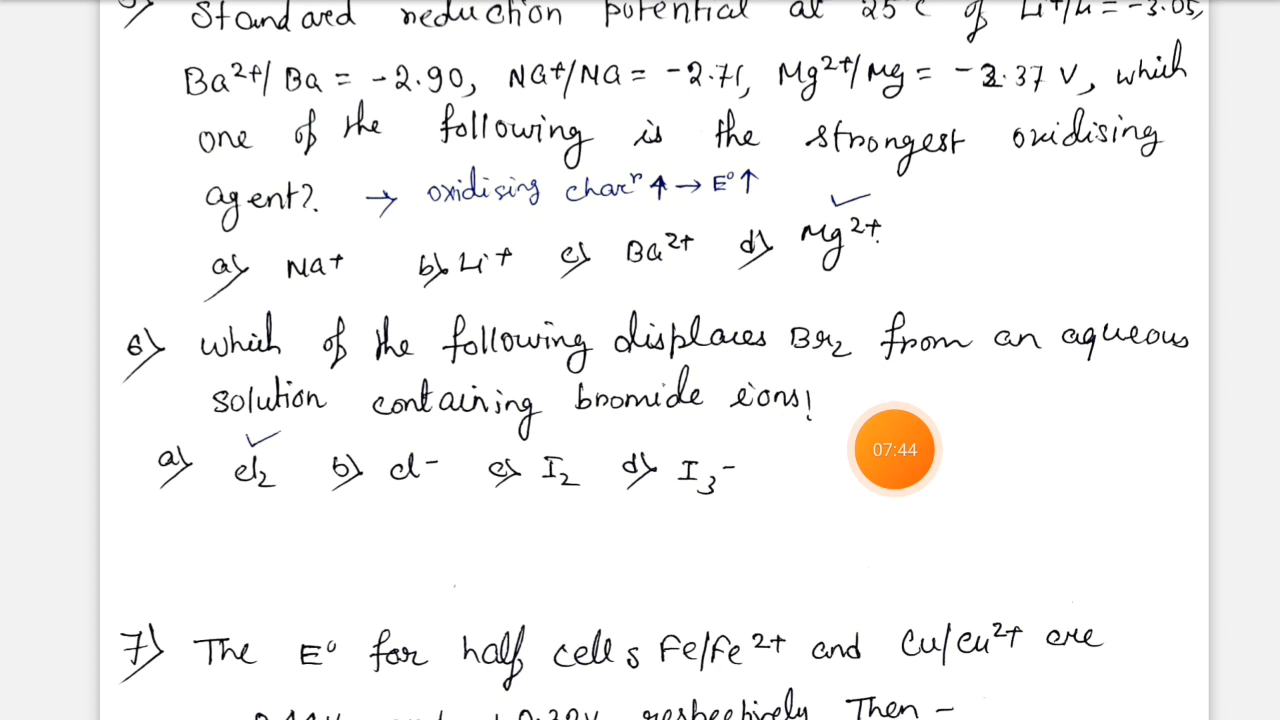 Standard reduction potential at 25°C of Li+/Li = -3.05,
Ba2+/Ba = -2.90, Na+/Na = -2.71, Mg2+/Mg = -2.37 V, which
one of the following is the strongest oxidising
agent? → oxidising charn ↑ → E° ↑
a) Na+ b) Li+ c) Ba2+ d) Mg2+
6) which of the following displaces Br2 from an aqueous
solution containing bromide ions!
a) cl2 b) cl- c) I2 d) I3-
07:44
7) The E° for half cells Fe/Fe2+ and Cu/cu2+ are
respectively Then -